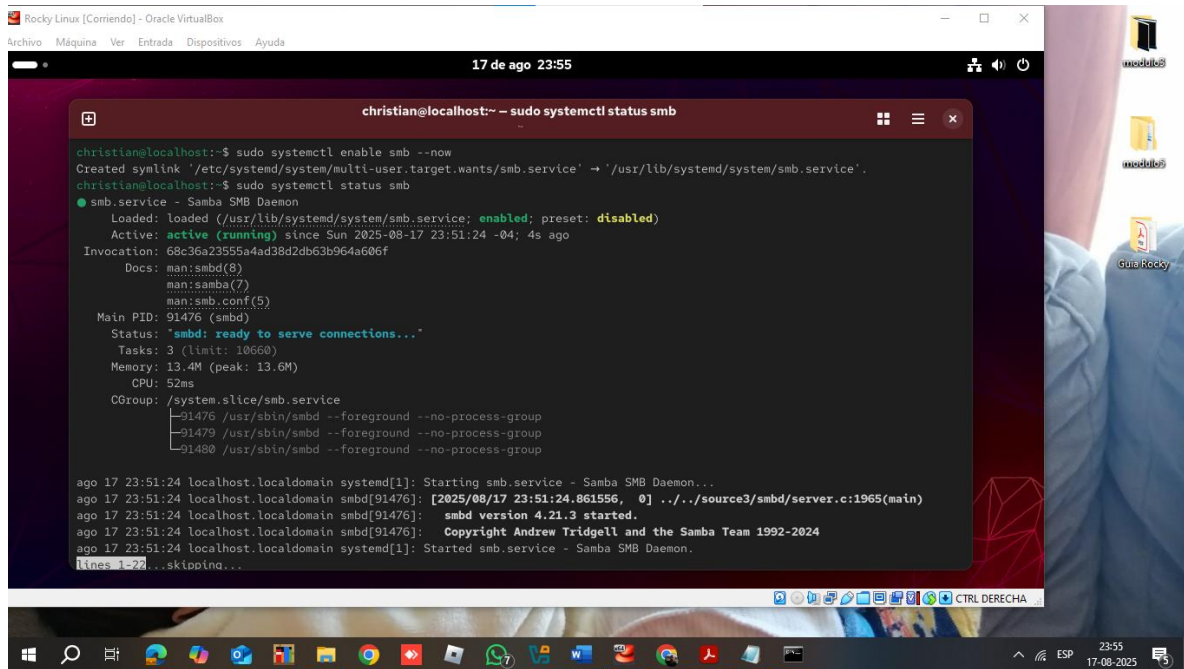 Rocky Linux [Corriendo] - Oracle VirtualBox
Archivo Máquina Ver Entrada Dispositivos Ayuda
17 de ago 23:55
modulo3
christian@localhost:~ — sudo systemctl status smb
~
christian@localhost:~$ sudo systemctl enable smb --now
Created symlink '/etc/systemd/system/multi-user.target.wants/smb.service' → '/usr/lib/systemd/system/smb.service'.
christian@localhost:~$ sudo systemctl status smb
● smb.service - Samba SMB Daemon
Loaded: loaded (/usr/lib/systemd/system/smb.service; enabled; preset: disabled)
Active: active (running) since Sun 2025-08-17 23:51:24 -04; 4s ago
Invocation: 68c36a23555a4ad38d2db63b964a606f
Docs: man:smbd(8)
man:samba(7)
man:smb.conf(5)
Main PID: 91476 (smbd)
Status: "smbd: ready to serve connections..."
Tasks: 3 (limit: 10660)
Memory: 13.4M (peak: 13.6M)
CPU: 52ms
CGroup: /system.slice/smb.service
├─91476 /usr/sbin/smbd --foreground --no-process-group
├─91479 /usr/sbin/smbd --foreground --no-process-group
└─91480 /usr/sbin/smbd --foreground --no-process-group
ago 17 23:51:24 localhost.localdomain systemd[1]: Starting smb.service - Samba SMB Daemon...
ago 17 23:51:24 localhost.localdomain smbd[91476]: [2025/08/17 23:51:24.861556, 0] ../../source3/smbd/server.c:1965(main)
ago 17 23:51:24 localhost.localdomain smbd[91476]: smbd version 4.21.3 started.
ago 17 23:51:24 localhost.localdomain smbd[91476]: Copyright Andrew Tridgell and the Samba Team 1992-2024
ago 17 23:51:24 localhost.localdomain systemd[1]: Started smb.service - Samba SMB Daemon.
lines 1-22...skipping...
modulo5
Guia Rocky
CTRL DERECHA
ESP
23:55
17-08-2025